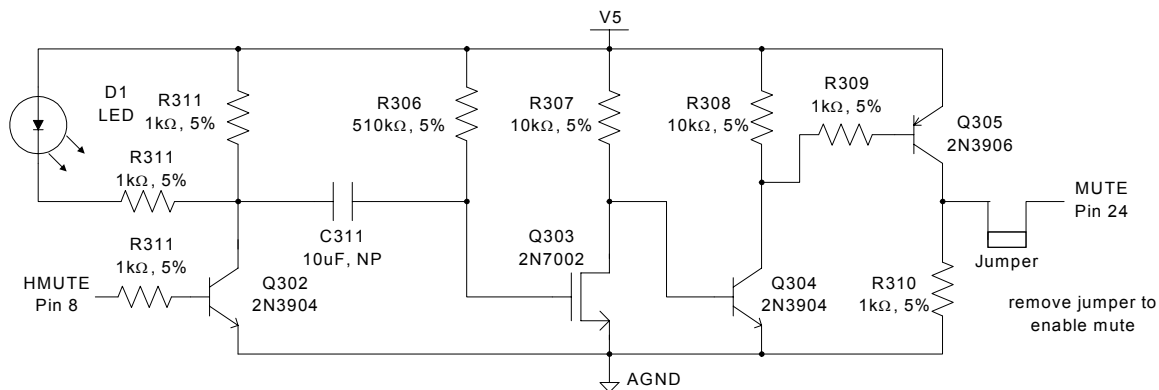 V5
D1
LED
R311
1kΩ, 5%
R306
510kΩ, 5%
R307
10kΩ, 5%
R308
10kΩ, 5%
R309
1kΩ, 5%
Q305
2N3906
R311
1kΩ, 5%
MUTE
Pin 24
R311
1kΩ, 5%
C311
10uF, NP
Q303
2N7002
Jumper
HMUTE
Pin 8
Q302
2N3904
Q304
2N3904
R310
1kΩ, 5%
remove jumper to
enable mute
AGND